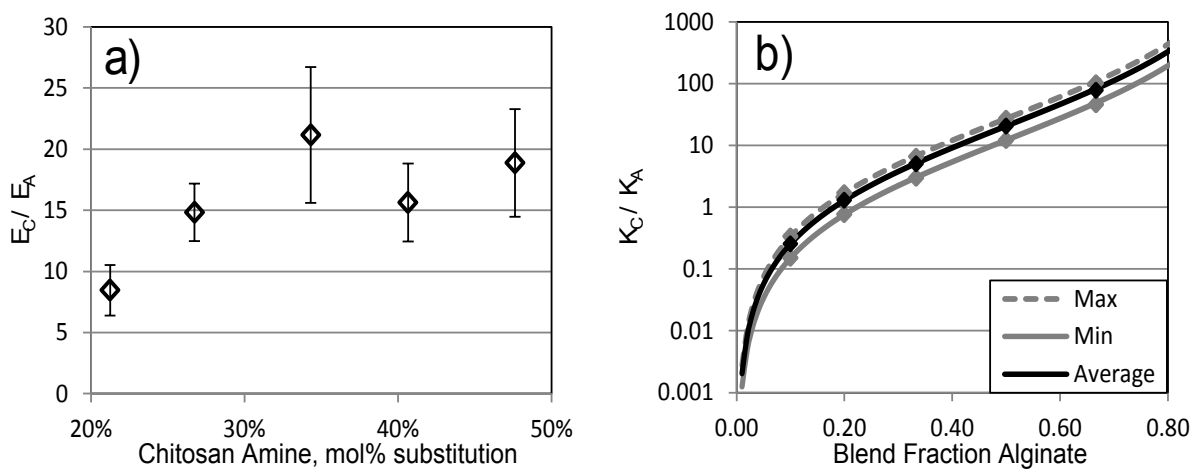 a)
30
25
20
15
10
5
0
E_C / E_A
20% 30% 40% 50%
Chitosan Amine, mol% substitution
b)
1000
100
10
1
0.1
0.01
0.001
K_C / K_A
Max
Min
Average
0.00 0.20 0.40 0.60 0.80
Blend Fraction Alginate